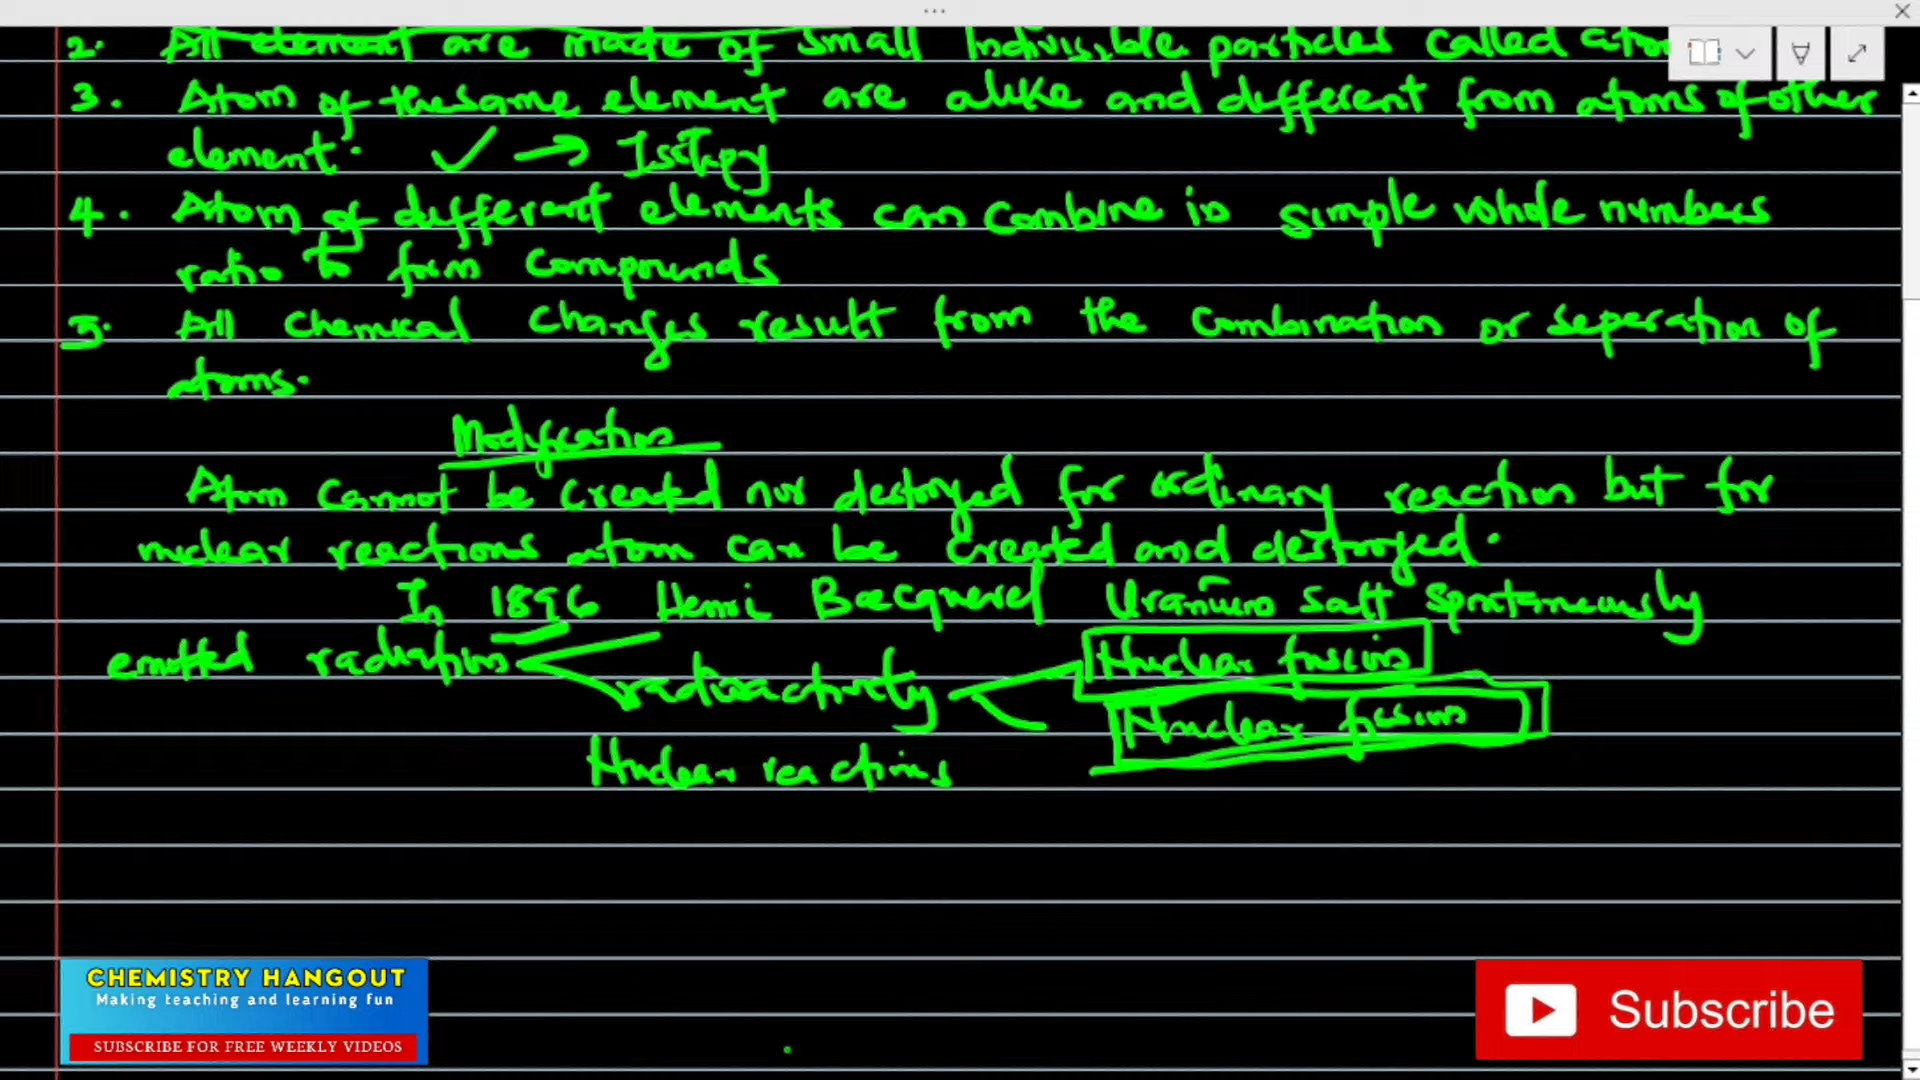 2. All element are made of small Indivisible particles called atom
3. Atom of thesame element are alike and different from atoms of other
element. → Isotopy
4. Atom of different elements can combine in simple whole numbers
ratio to form compounds
5. All chemical changes result from the combination or seperation of
atoms.
Modification
Atom cannot be created nor destroyed for ordinary reaction but for
nuclear reactions atom can be created and destroyed.
In 1896 Henri Becquerel Uranium salt spontaneously
emitted radiation
Nuclear fusion
radioactivity
Nuclear fission
Nuclear reactions
CHEMISTRY HANGOUT
Making teaching and learning fun
SUBSCRIBE FOR FREE WEEKLY VIDEOS
Subscribe